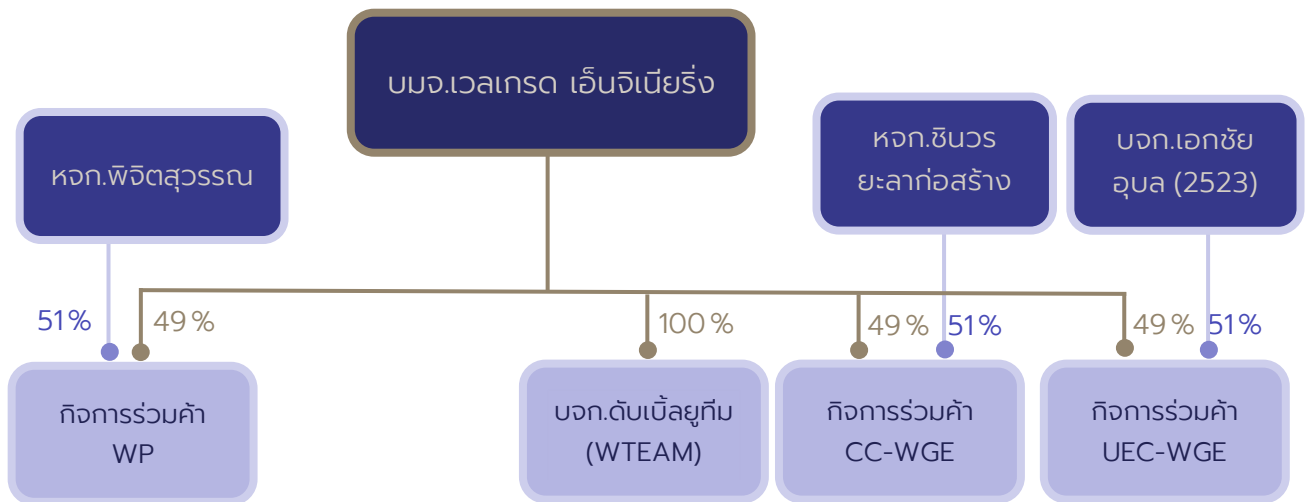 บมจ.เวลเกรด เอ็นจิเนียริ่ง
หจก.พิจิตสุวรรณ
หจก.ชินวร
ยะลาก่อสร้าง
บจก.เอกชัย
อุบล (2523)
51%
49 %
100 %
49 %
51%
49 %
51%
กิจการร่วมค้า
WP
บจก.ดับเบิ้ลยูทีม
(WTEAM)
กิจการร่วมค้า
CC-WGE
กิจการร่วมค้า
UEC-WGE